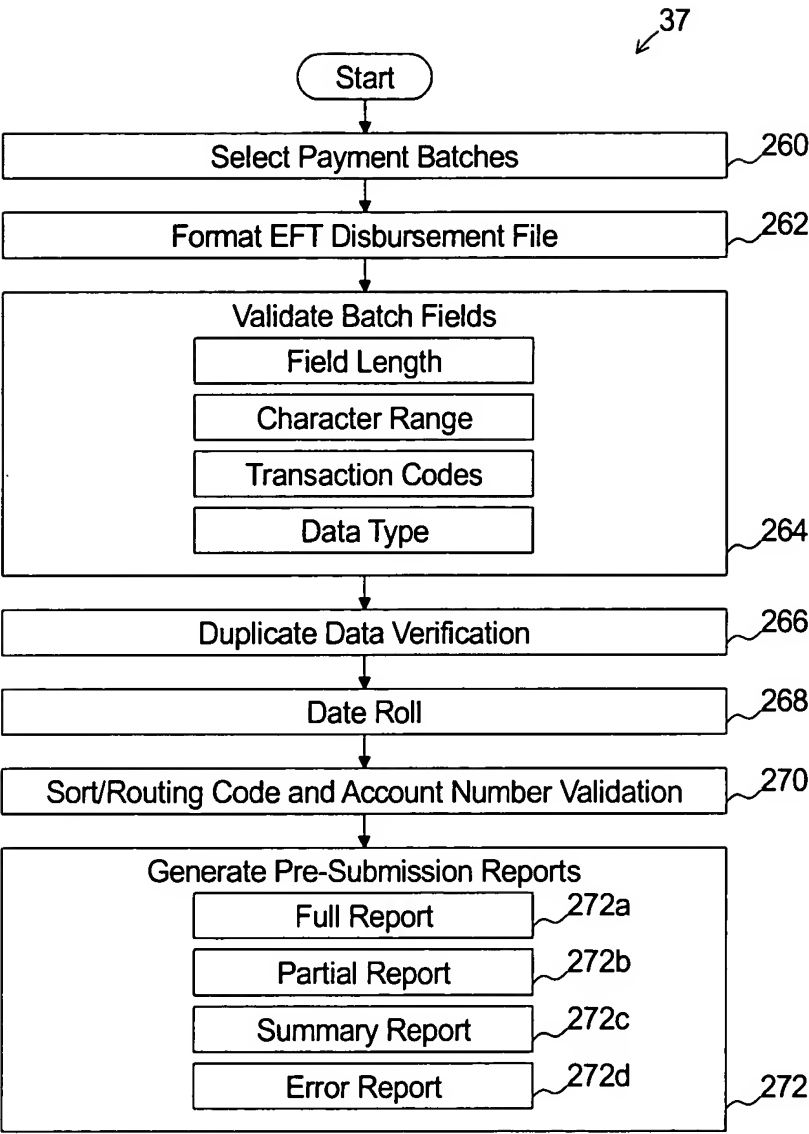 37
Start
Select Payment Batches
260
Format EFT Disbursement File
262
Validate Batch Fields
Field Length
Character Range
Transaction Codes
Data Type
264
Duplicate Data Verification
266
Date Roll
268
Sort/Routing Code and Account Number Validation
270
Generate Pre-Submission Reports
Full Report
272a
Partial Report
272b
Summary Report
272c
Error Report
272d
272